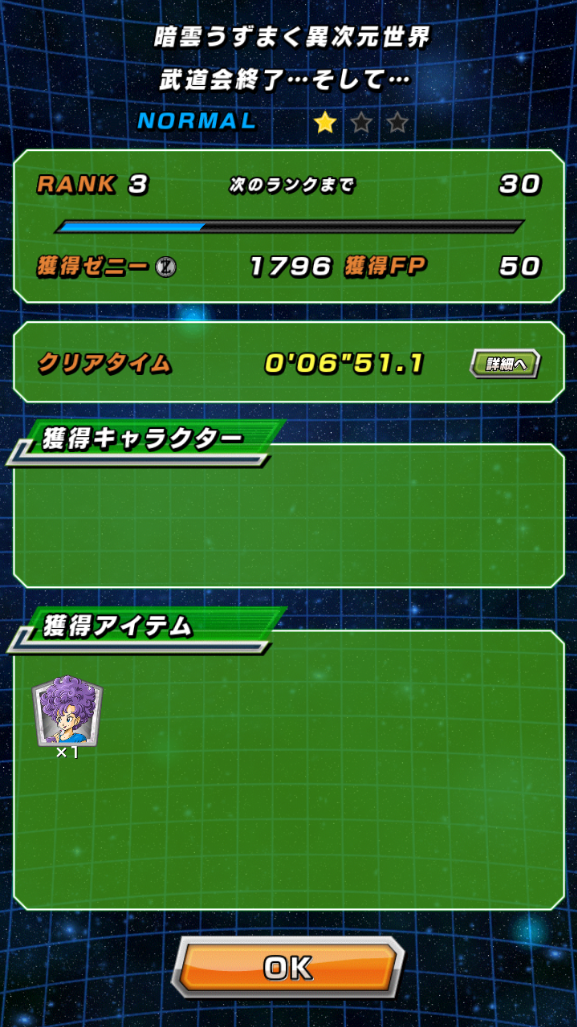 暗雲うずまく異次元世界
武道会終了…そして…
NORMAL
RANK 3 次のランクまで 30
獲得ゼニー Z 1796 獲得FP 50
クリアタイム 0'06"51.1 詳細へ
獲得キャラクター
獲得アイテム
×1
OK